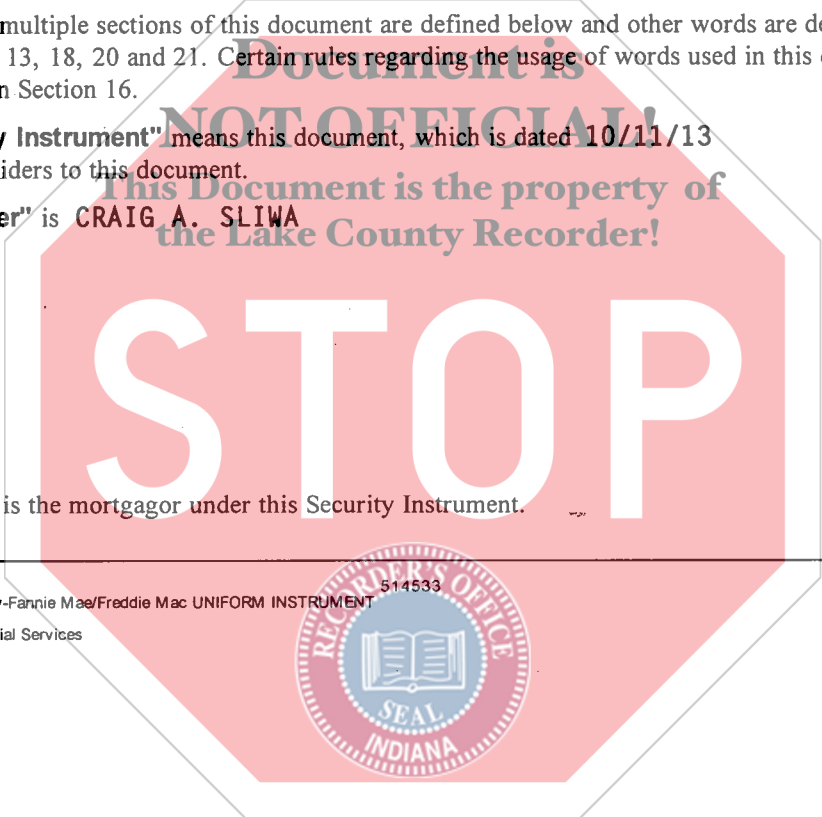 multiple sections of this document are defined below and other words are de
13, 18, 20 and 21. Certain rules regarding the usage of words used in this
n Section 16.
Document is
NOT OFFICIAL!
This Document is the property of
the Lake County Recorder!
y Instrument" means this document, which is dated 10/11/13
iders to this document.
er" is CRAIG A. SLIWA
STOP
is the mortgagor under this Security Instrument.
514533
-Fannie Mae/Freddie Mac UNIFORM INSTRUMENT
ial Services
RECORDER'S OFFICE
SEAL
INDIANA